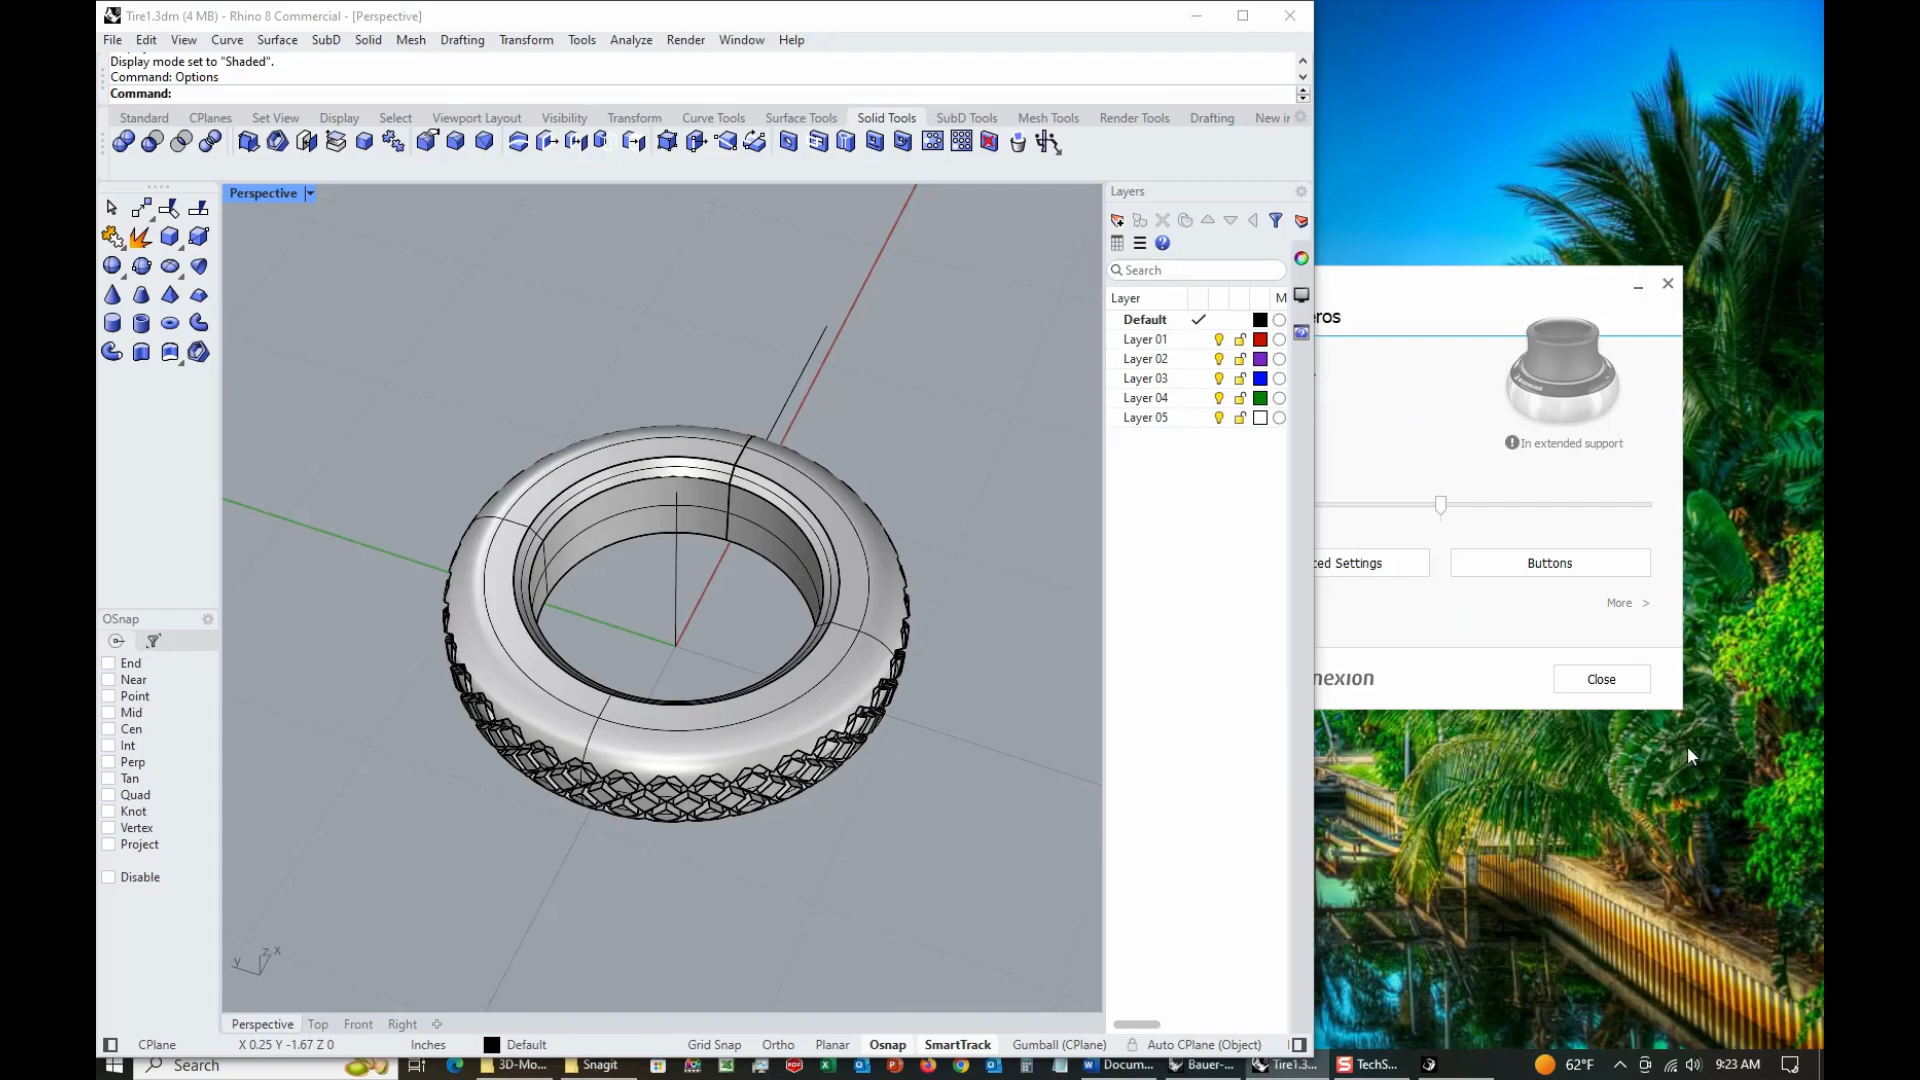 Tire1.3dm (4 MB) - Rhino 8 Commercial - [Perspective]
File Edit View Curve Surface SubD Solid Mesh Drafting Transform Tools Analyze Render Window Help
Display mode set to "Shaded".
Command: Options
Command:
Standard CPlanes Set View Display Select Viewport Layout Visibility Transform Curve Tools Surface Tools Solid Tools SubD Tools Mesh Tools Render Tools Drafting New ir
Perspective
Layers
Search
Layer M
Default
Layer 01
Layer 02
Layer 03
Layer 04
Layer 05
eros
In extended support
ced Settings Buttons
More >
nexion Close
OSnap
End
Near
Point
Mid
Cen
Int
Perp
Tan
Quad
Knot
Vertex
Project
Disable
z x
y
Perspective Top Front Right
CPlane X 0.25 Y -1.67 Z 0 Inches Default Grid Snap Ortho Planar Osnap SmartTrack Gumball (CPlane) Auto CPlane (Object)
Search 3D-Mo... Snagit Docum... Bauer-... Tire1.3... TechS... 62°F 9:23 AM